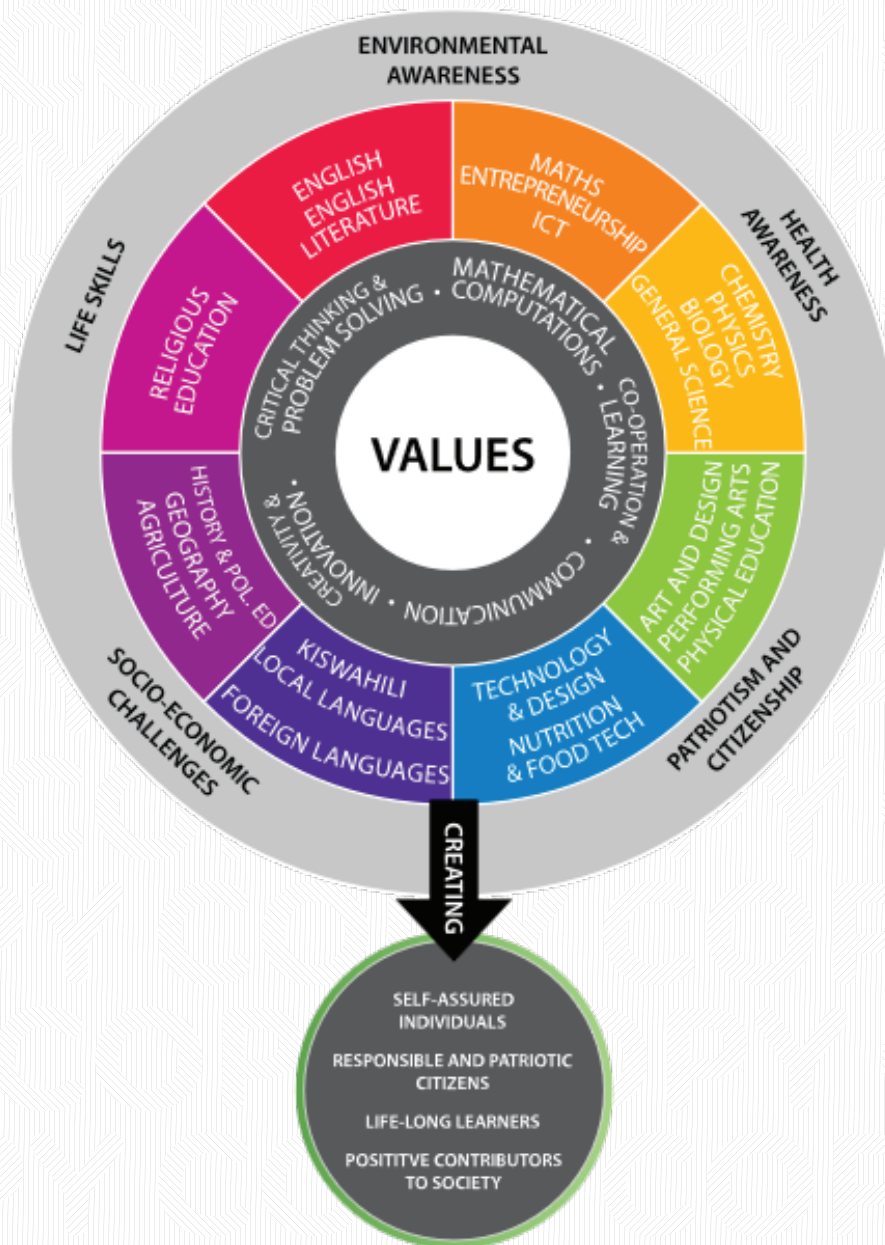 ENVIRONMENTAL
AWARENESS
HEALTH
AWARENESS
PATRIOTISM AND
CITIZENSHIP
SOCIO-ECONOMIC
CHALLENGES
LIFE SKILLS
ENGLISH
ENGLISH
LITERATURE
MATHS
ENTREPRENEURSHIP
ICT
CHEMISTRY
PHYSICS
BIOLOGY
GENERAL SCIENCE
ART AND DESIGN
PERFORMING ARTS
PHYSICAL EDUCATION
TECHNOLOGY
& DESIGN
NUTRITION
& FOOD TECH
KISWAHILI
LOCAL LANGUAGES
FOREIGN LANGUAGES
HISTORY & POL. ED
GEOGRAPHY
AGRICULTURE
RELIGIOUS
EDUCATION
CRITICAL THINKING &
PROBLEM SOLVING •
MATHEMATICAL
COMPUTATIONS •
CO-OPERATION &
LEARNING •
COMMUNICATION •
CREATIVITY &
INNOVATION •
VALUES
CREATING
SELF-ASSURED
INDIVIDUALS
RESPONSIBLE AND PATRIOTIC
CITIZENS
LIFE-LONG LEARNERS
POSITITVE CONTRIBUTORS
TO SOCIETY